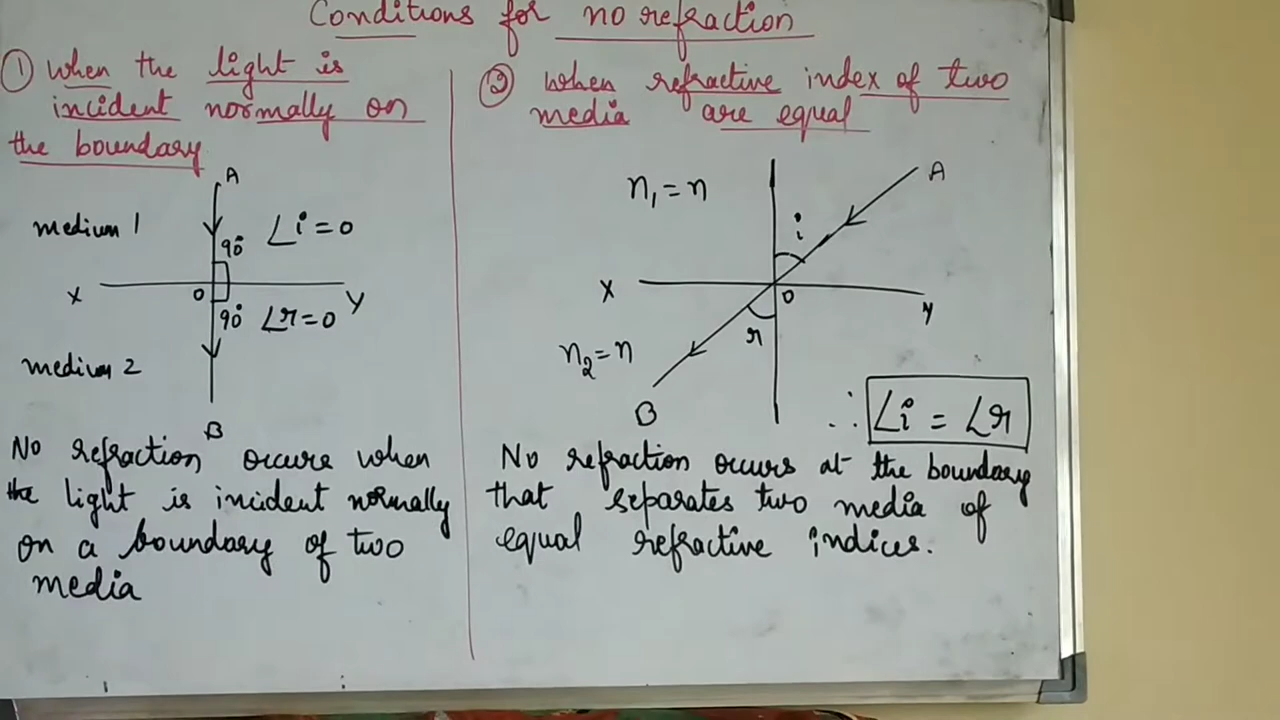 Conditions for no refraction
① When the light is
incident normally on
the boundary
A
medium 1
∠i = 0
90°
X
O
Y
90°
∠r = 0
medium 2
B
No refraction occurs when
the light is incident normally
on a boundary of two
media
② When refractive index of two
media are equal
n₁ = n
A
i
X
O
Y
r
n₂ = n
B
∴ ∠i = ∠r
No refraction occurs at the boundary
that separates two media of
equal refractive indices.